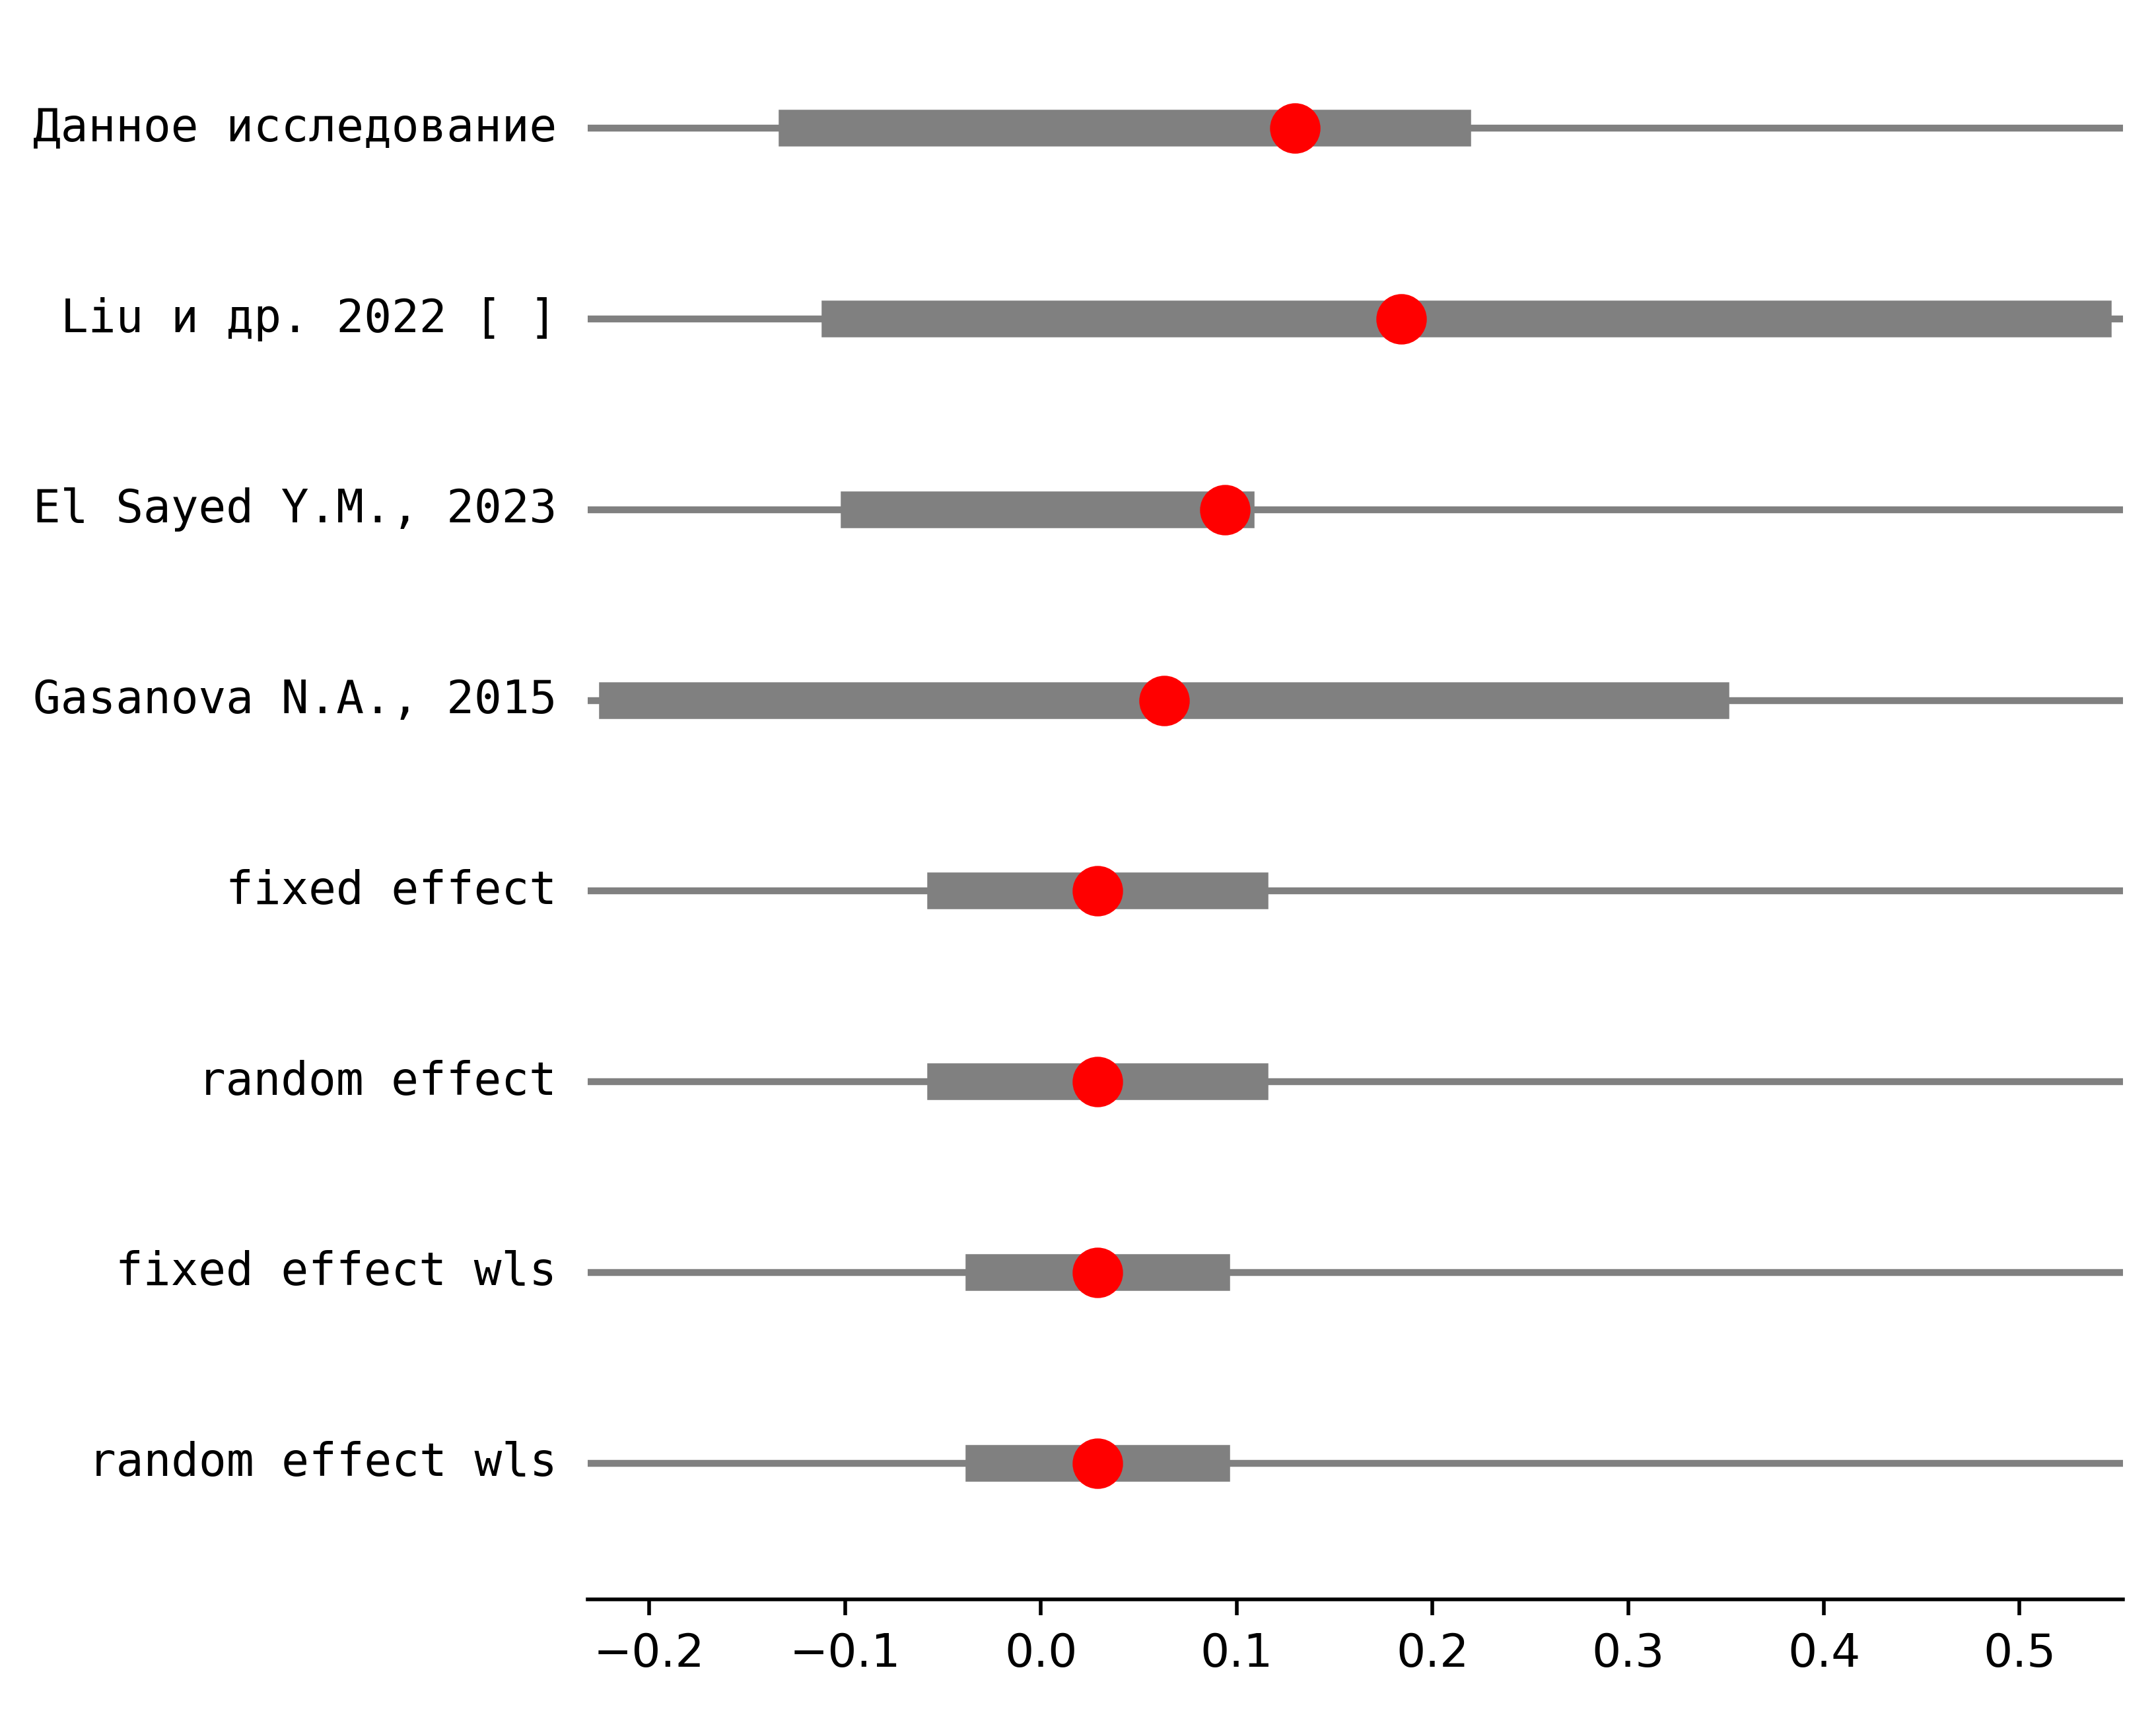 Данное исследование
Liu и др. 2022 [ ]
El Sayed Y.M., 2023
Gasanova N.A., 2015
fixed effect
random effect
fixed effect wls
random effect wls
−0.2 −0.1 0.0 0.1 0.2 0.3 0.4 0.5